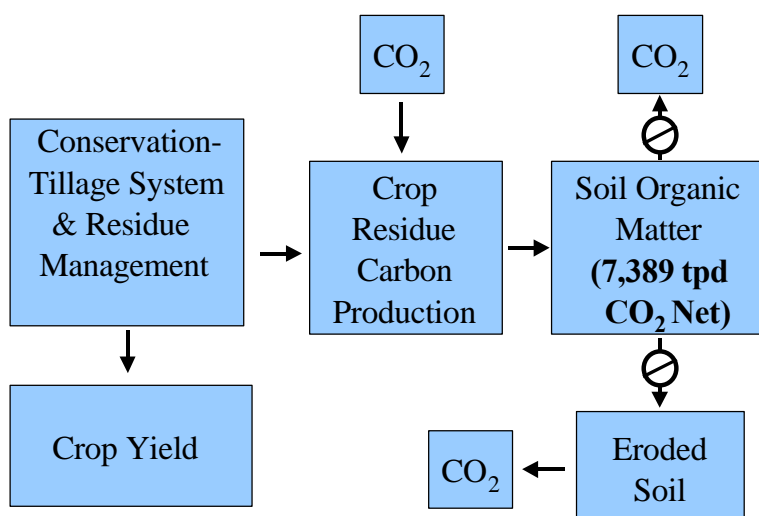 CO₂
CO₂
Conservation-
Tillage System
& Residue
Management
Crop
Residue
Carbon
Production
Soil Organic
Matter
(7,389 tpd
CO₂ Net)
Crop Yield
CO₂
Eroded
Soil